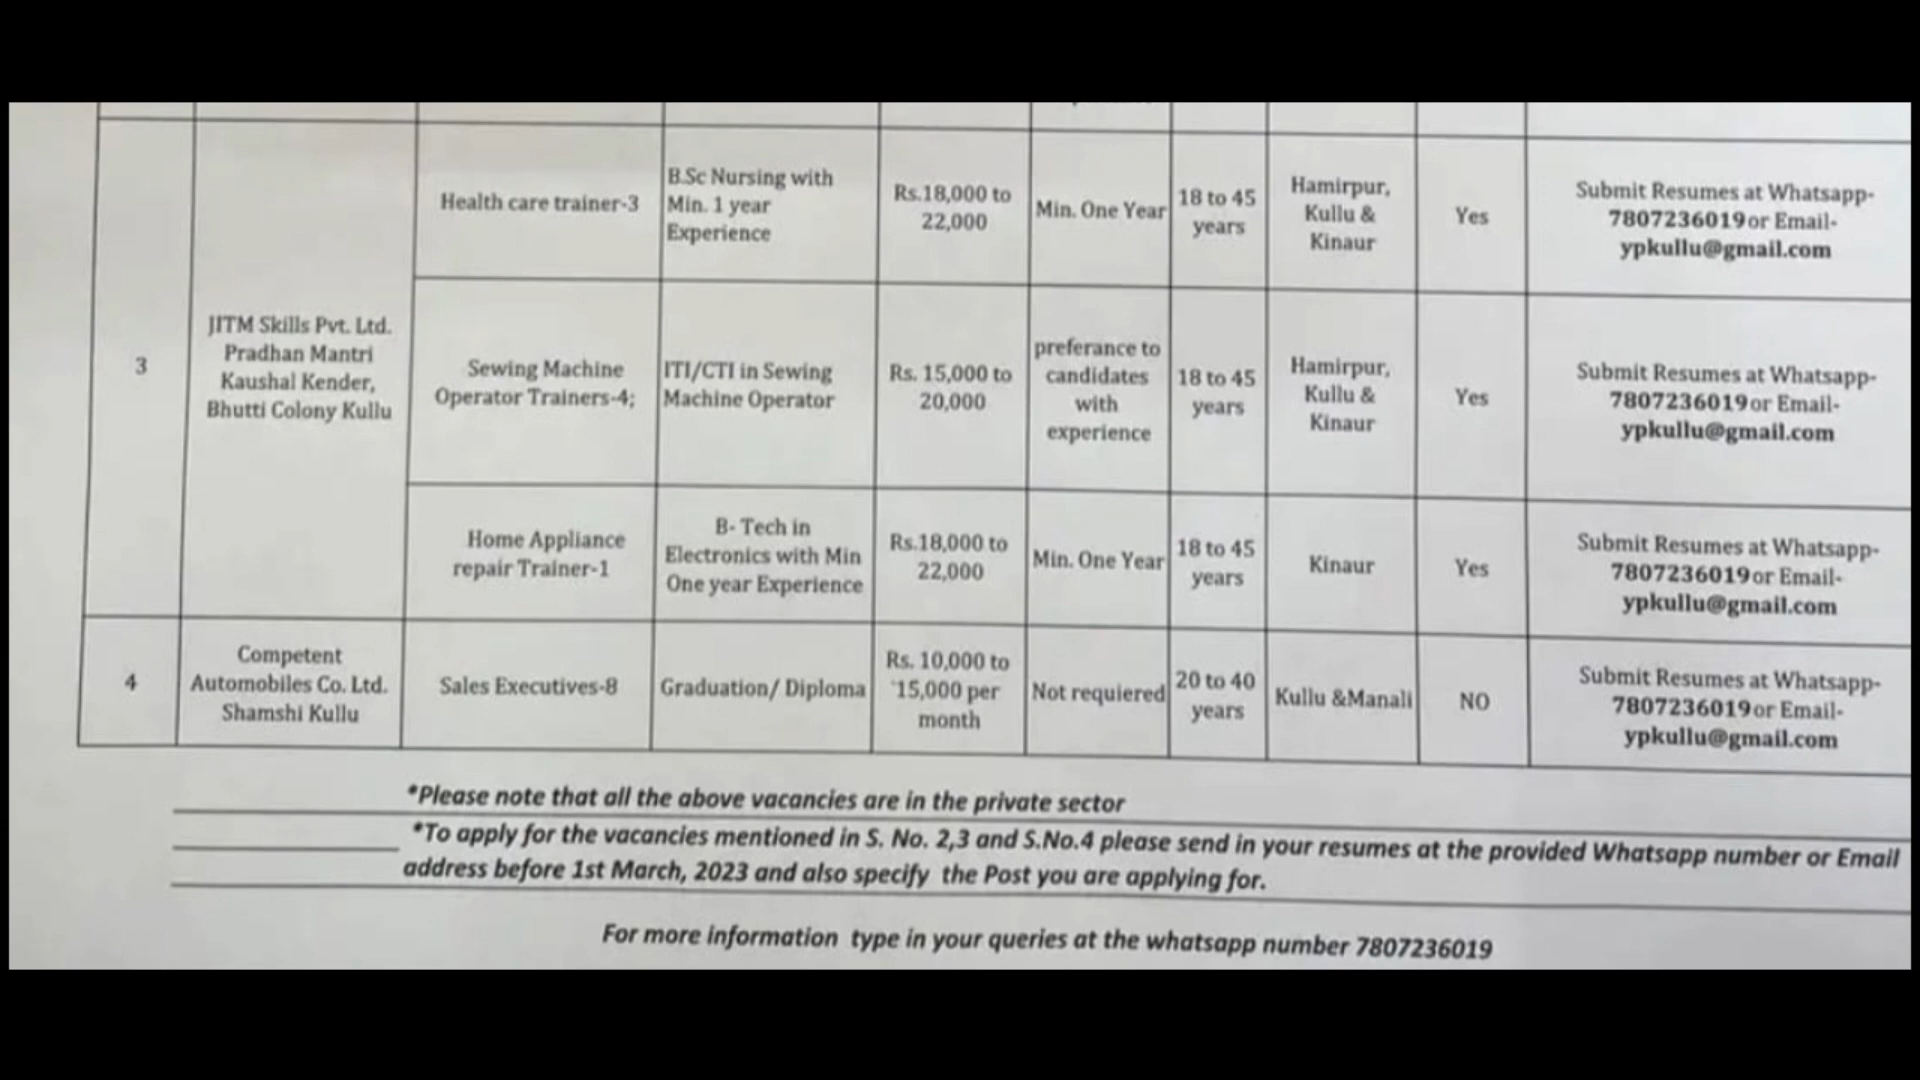 3
JITM Skills Pvt. Ltd.
Pradhan Mantri
Kaushal Kender,
Bhutti Colony Kullu
Health care trainer-3
B.Sc Nursing with
Min. 1 year
Experience
Rs.18,000 to
22,000
Min. One Year
18 to 45
years
Hamirpur,
Kullu &
Kinaur
Yes
Submit Resumes at Whatsapp-
7807236019or Email-
ypkullu@gmail.com
Sewing Machine
Operator Trainers-4;
ITI/CTI in Sewing
Machine Operator
Rs. 15,000 to
20,000
preferance to
candidates
with
experience
18 to 45
years
Hamirpur,
Kullu &
Kinaur
Yes
Submit Resumes at Whatsapp-
7807236019or Email-
ypkullu@gmail.com
Home Appliance
repair Trainer-1
B- Tech in
Electronics with Min
One year Experience
Rs.18,000 to
22,000
Min. One Year
18 to 45
years
Kinaur
Yes
Submit Resumes at Whatsapp-
7807236019or Email-
ypkullu@gmail.com
4
Competent
Automobiles Co. Ltd.
Shamshi Kullu
Sales Executives-8
Graduation/ Diploma
Rs. 10,000 to
15,000 per
month
Not requiered
20 to 40
years
Kullu &Manali
NO
Submit Resumes at Whatsapp-
7807236019or Email-
ypkullu@gmail.com
*Please note that all the above vacancies are in the private sector
*To apply for the vacancies mentioned in S. No. 2,3 and S.No.4 please send in your resumes at the provided Whatsapp number or Email
address before 1st March, 2023 and also specify the Post you are applying for.
For more information type in your queries at the whatsapp number 7807236019